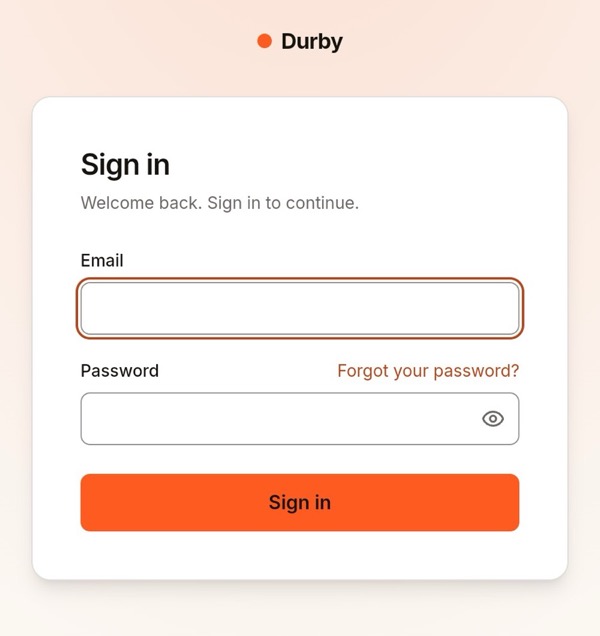 Durby
Sign in
Welcome back. Sign in to continue.
Email
Password Forgot your password?
Sign in